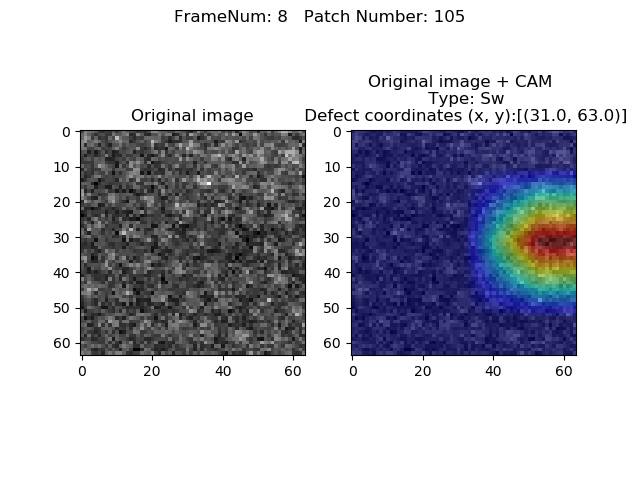 FrameNum: 8   Patch Number: 105
Original image
Original image + CAM
Type: Sw
Defect coordinates (x, y):[(31.0, 63.0)]
0
10
20
30
40
50
60
0 20 40 60
0
10
20
30
40
50
60
0 20 40 60